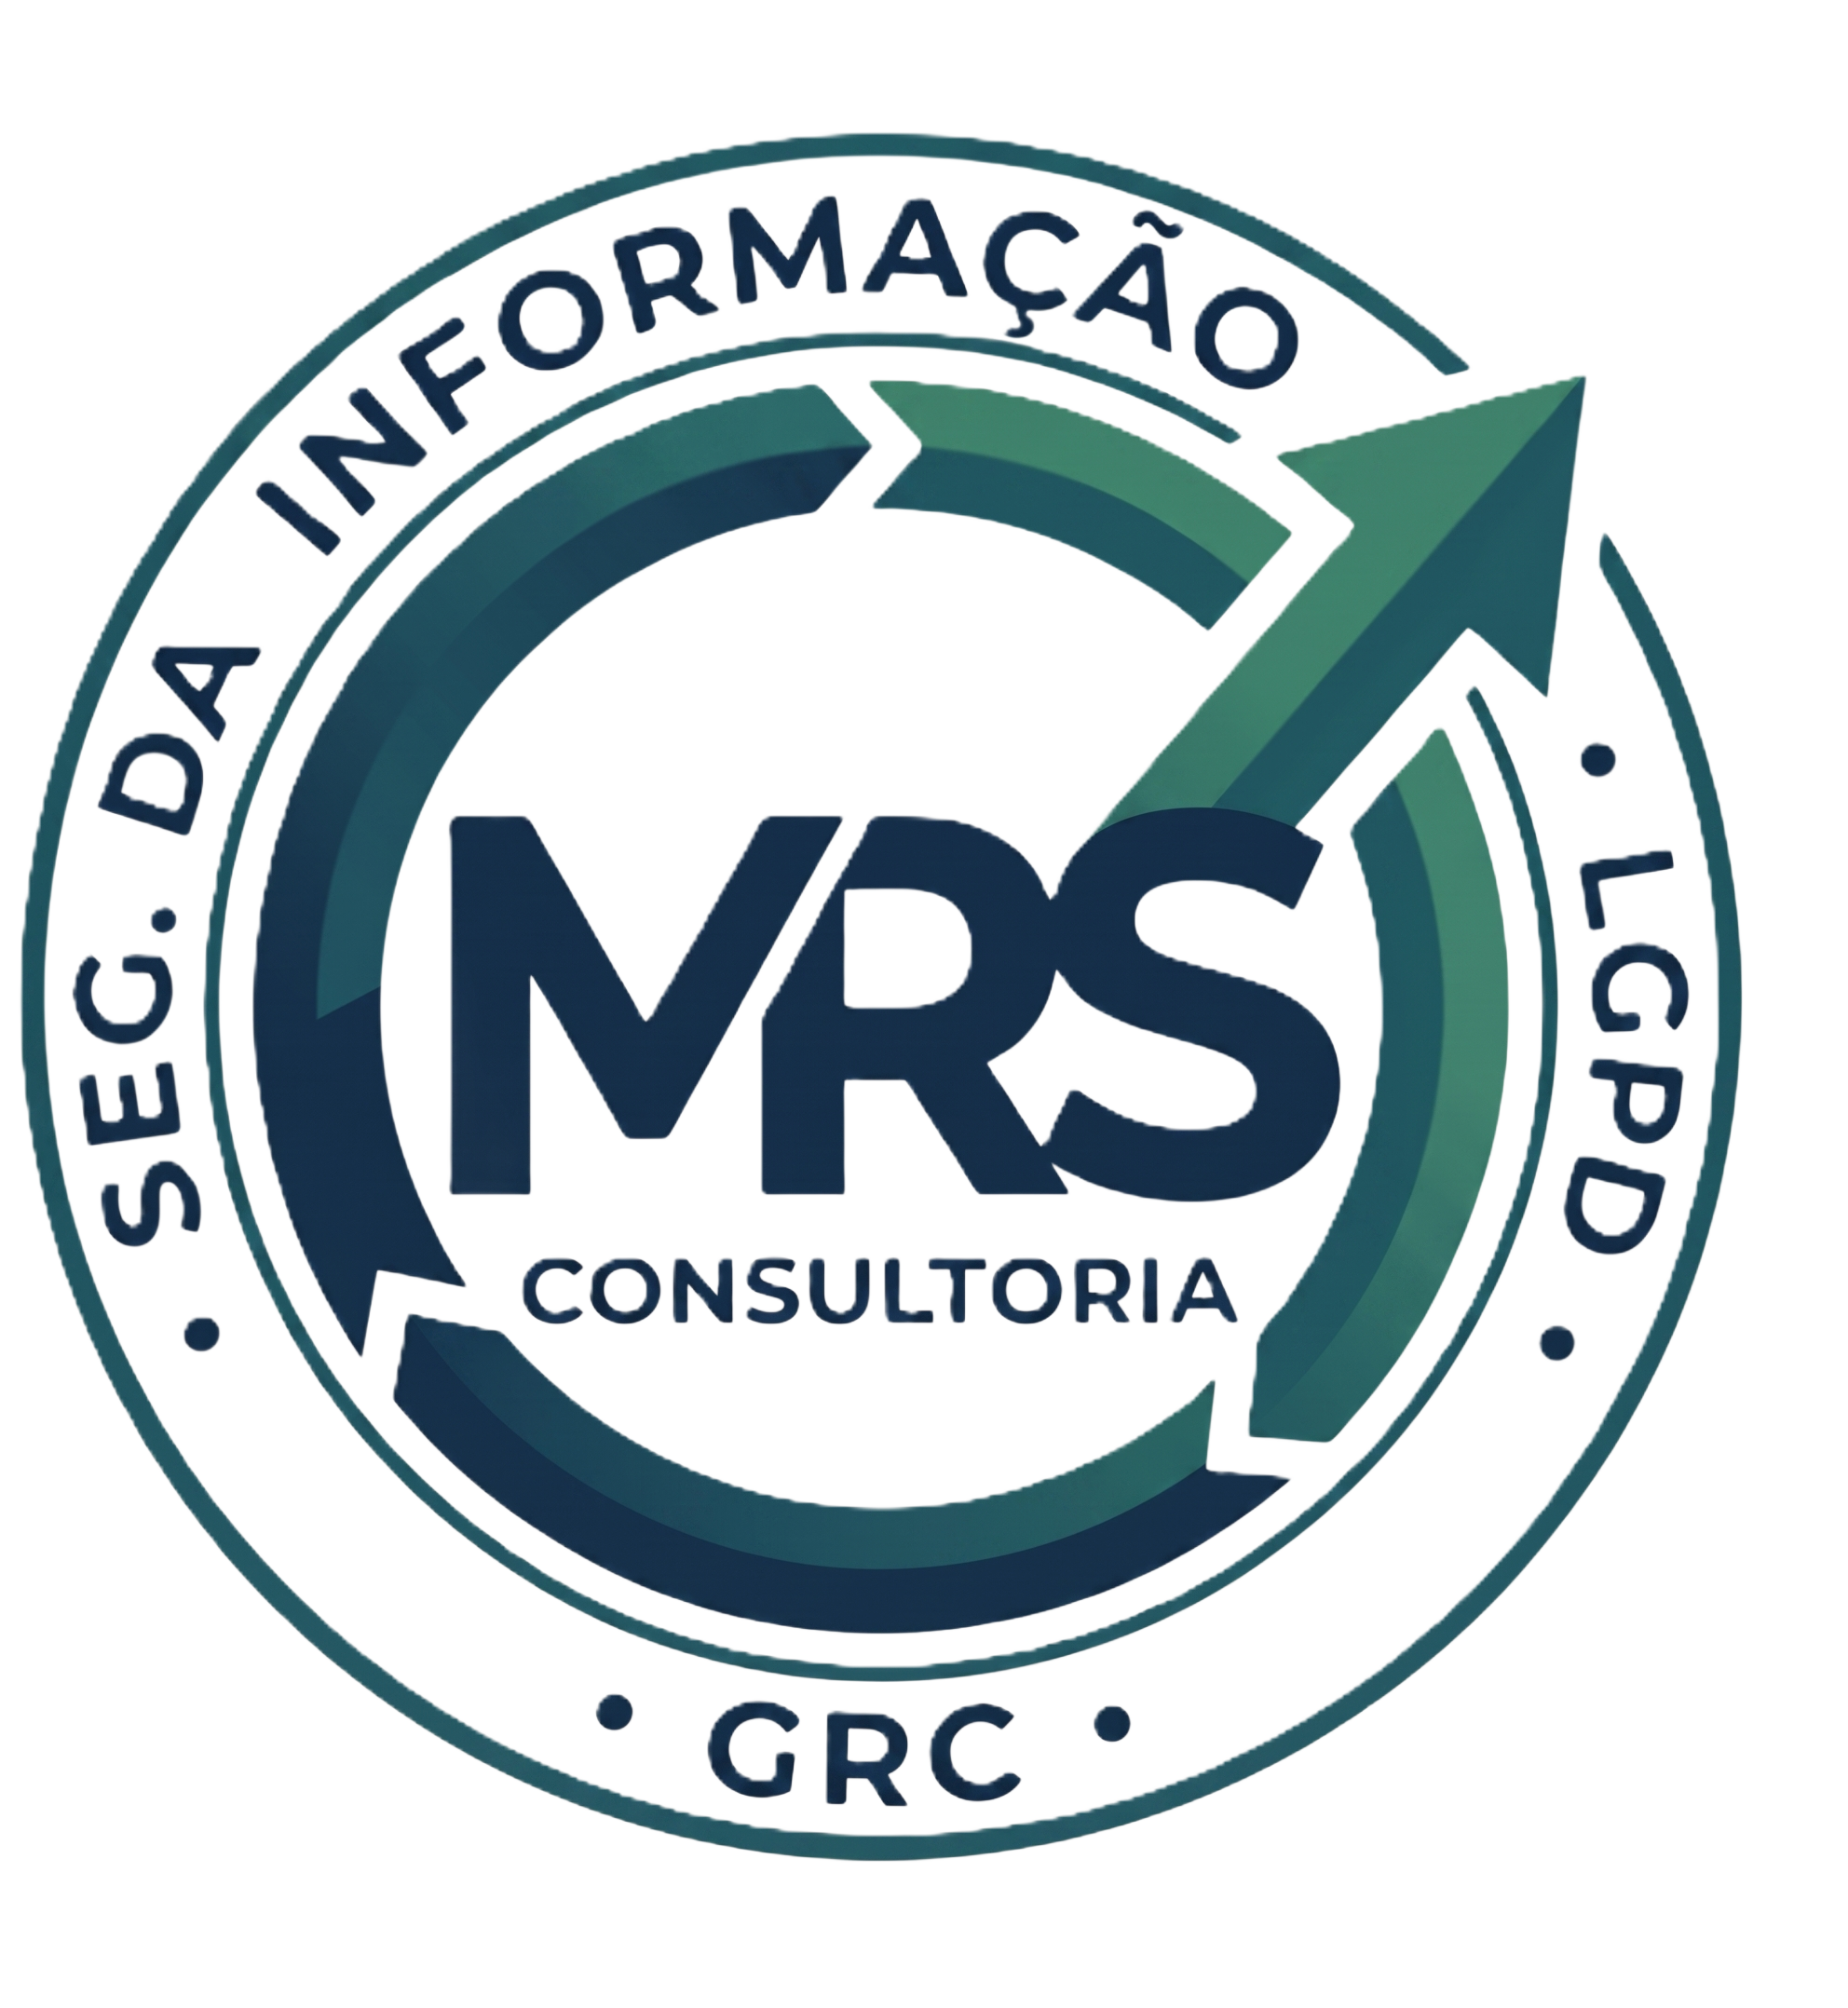 SEG. DA INFORMAÇÃO
• LGPD •
MRS
CONSULTORIA
• GRC •